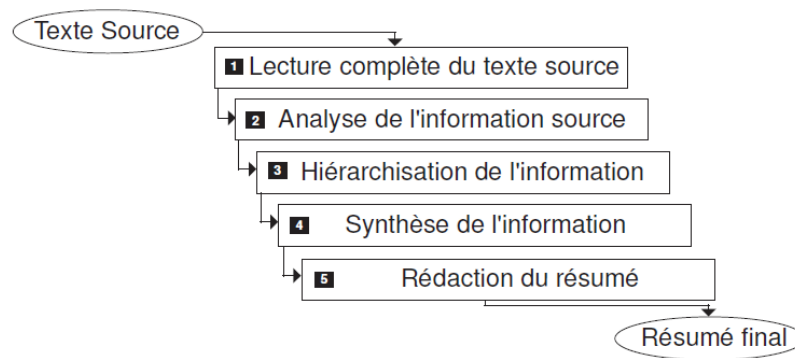 Texte Source
1 Lecture complète du texte source
2 Analyse de l'information source
3 Hiérarchisation de l'information
4 Synthèse de l'information
5 Rédaction du résumé
Résumé final